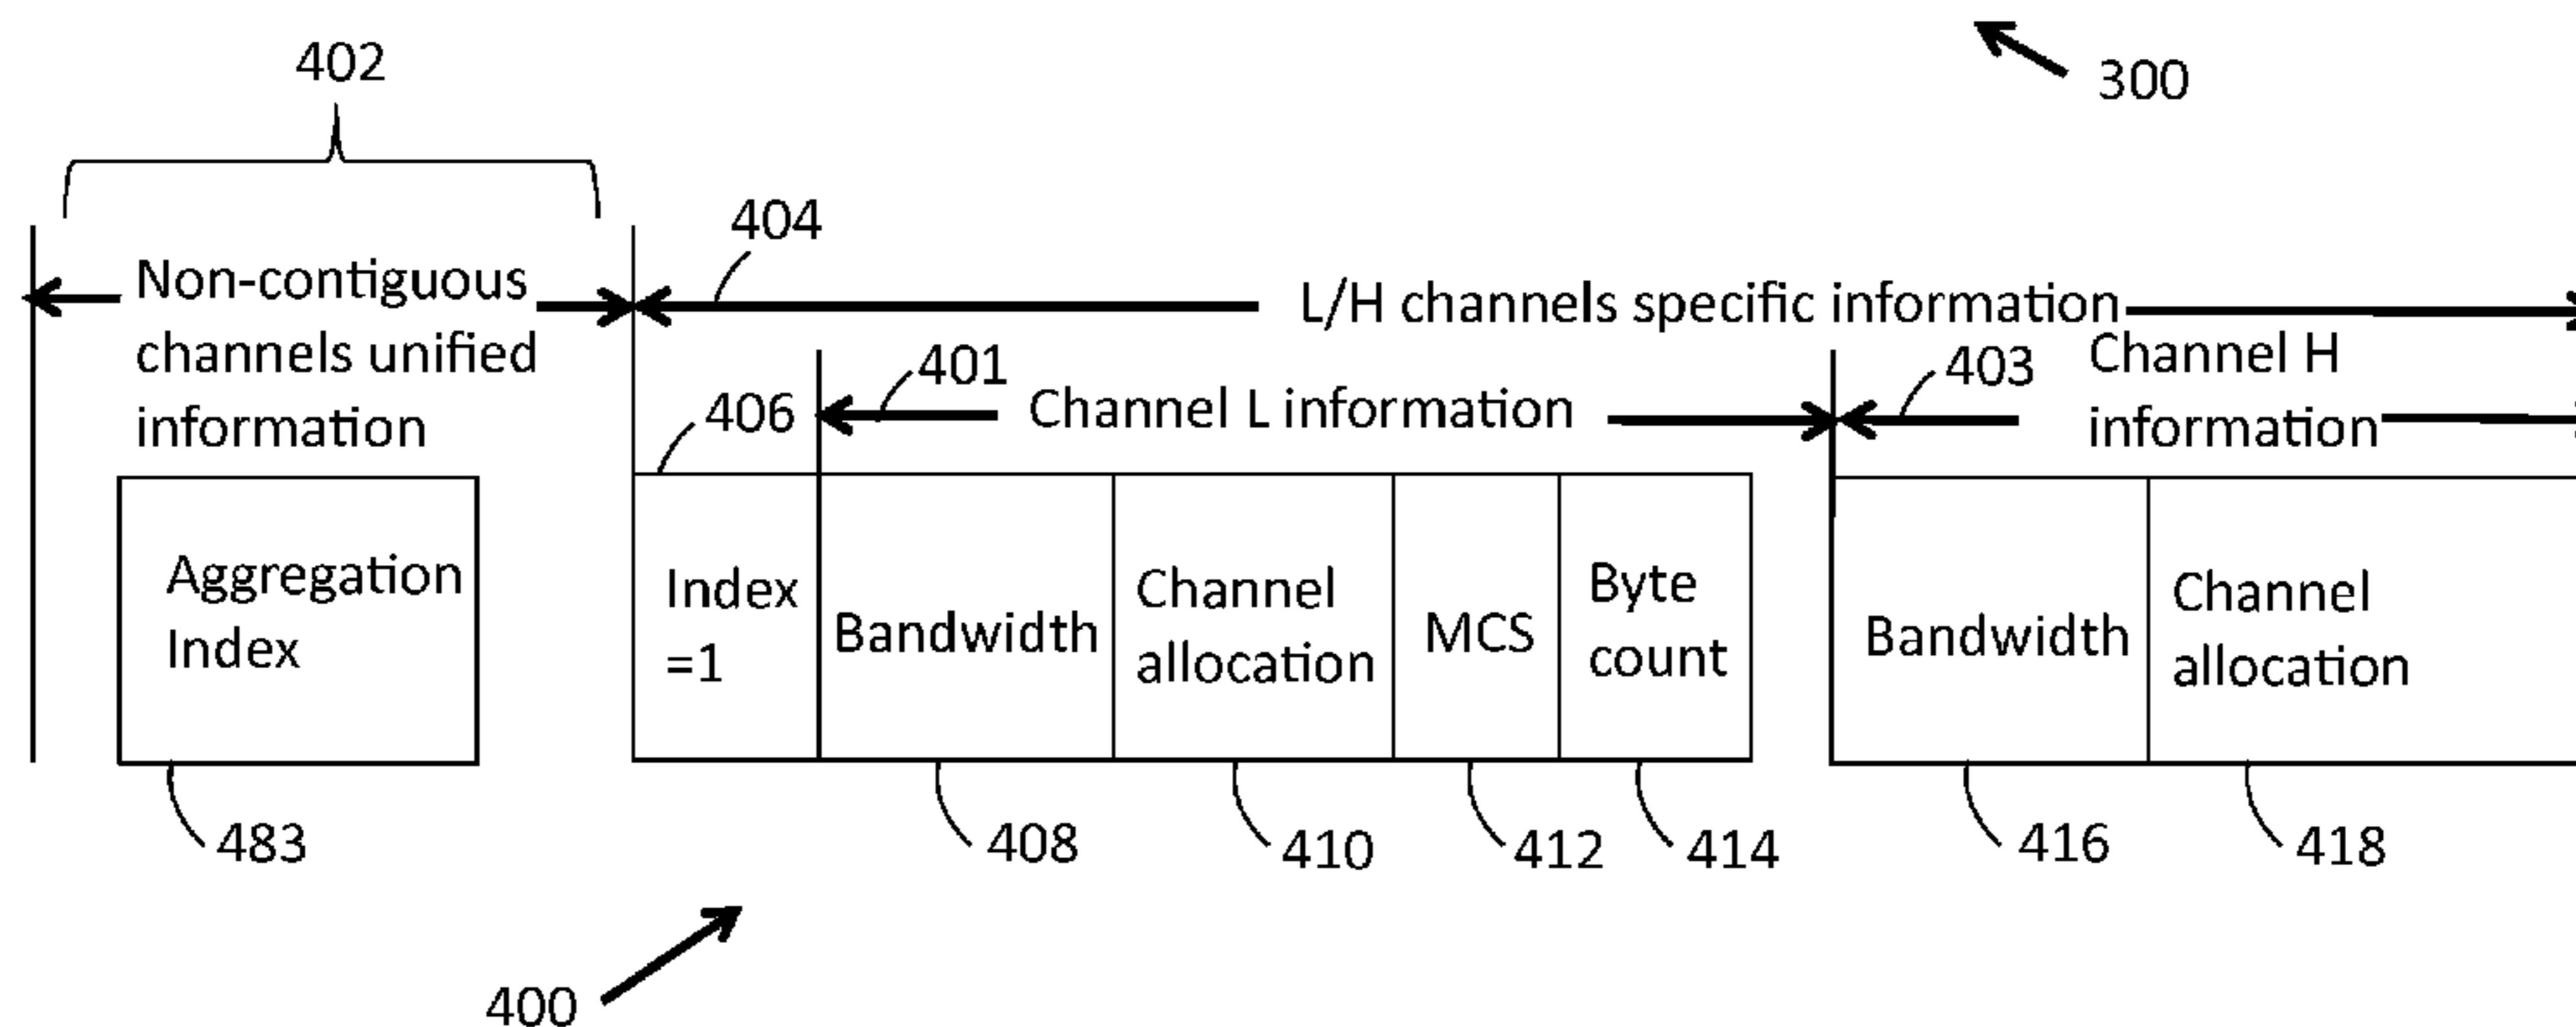 402
300
404
Non-contiguous
channels unified
information
L/H channels specific information
406
401
Channel L information
403
Channel H
information
Aggregation
Index
Index
=1
Bandwidth
Channel
allocation
MCS
Byte
count
Bandwidth
Channel
allocation
483
408
410
412
414
416
418
400